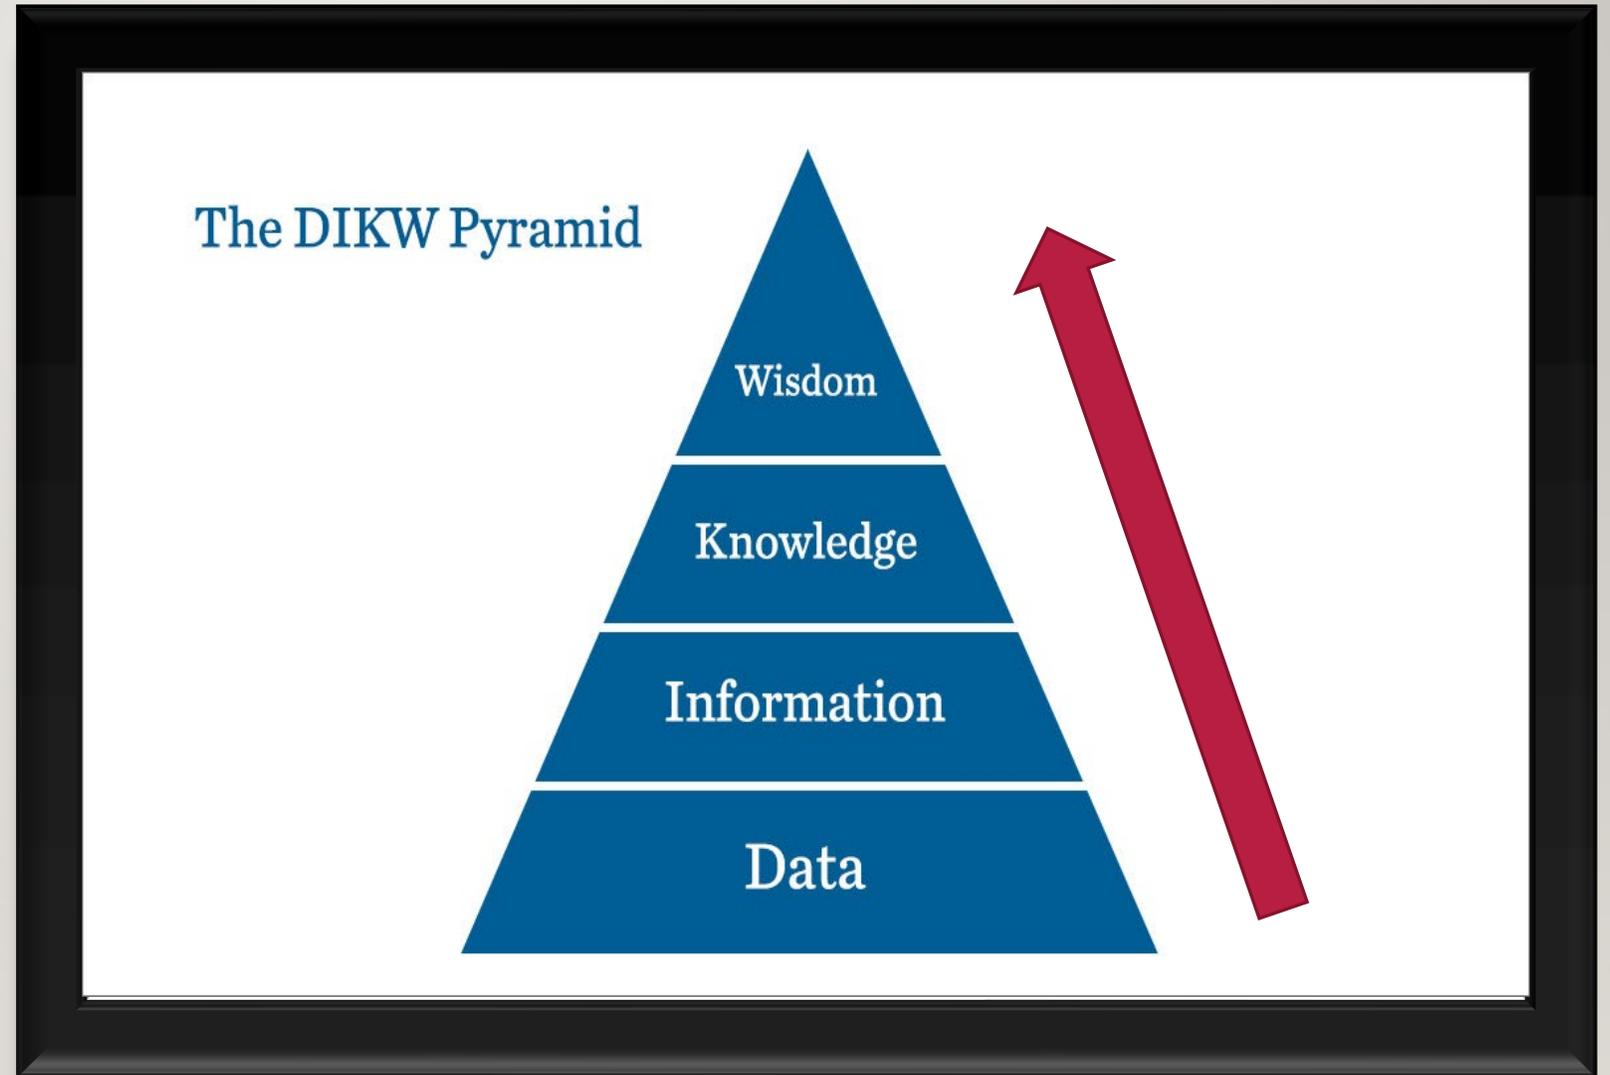 The DIKW Pyramid
Wisdom
Knowledge
Information
Data